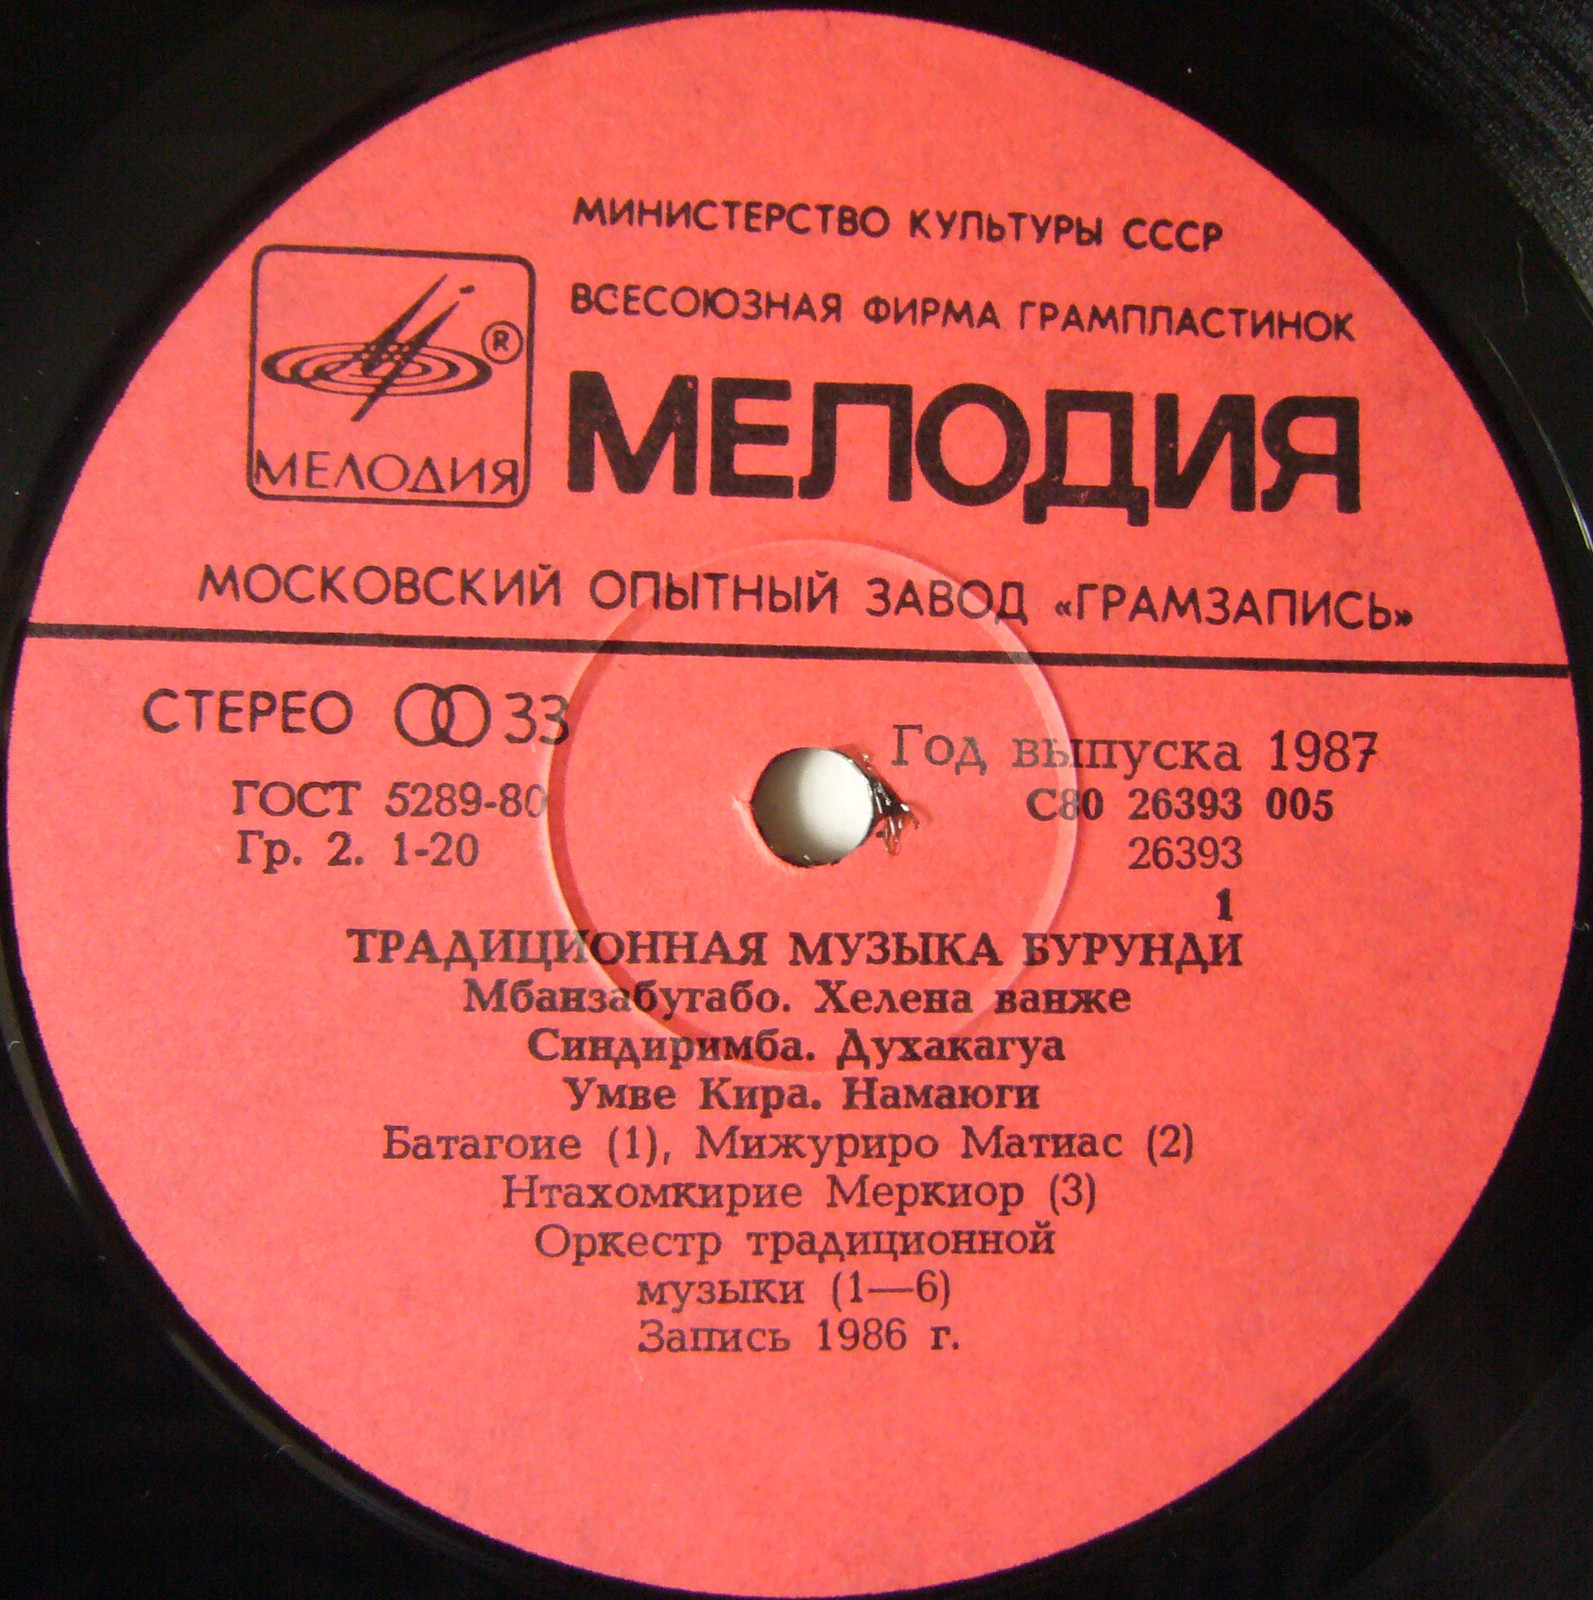 МИНИСТЕРСТВО КУЛЬТУРЫ СССР
ВСЕСОЮЗНАЯ ФИРМА ГРАМПЛАСТИНОК
®
МЕЛОДИЯ
МЕЛОДИЯ
МОСКОВСКИЙ ОПЫТНЫЙ ЗАВОД «ГРАМЗАПИСЬ»
СТЕРЕО 33
Год выпуска 1987
ГОСТ 5289-80
С80 26393 005
Гр. 2. 1-20
26393
1
ТРАДИЦИОННАЯ МУЗЫКА БУРУНДИ
Мбанзабугабо. Хелена ванже
Синдиримба. Духакагуа
Умве Кира. Намаюги
Батагоие (1), Мижуриро Матиас (2)
Нтахомкирие Меркиор (3)
Оркестр традиционной
музыки (1—6)
Запись 1986 г.